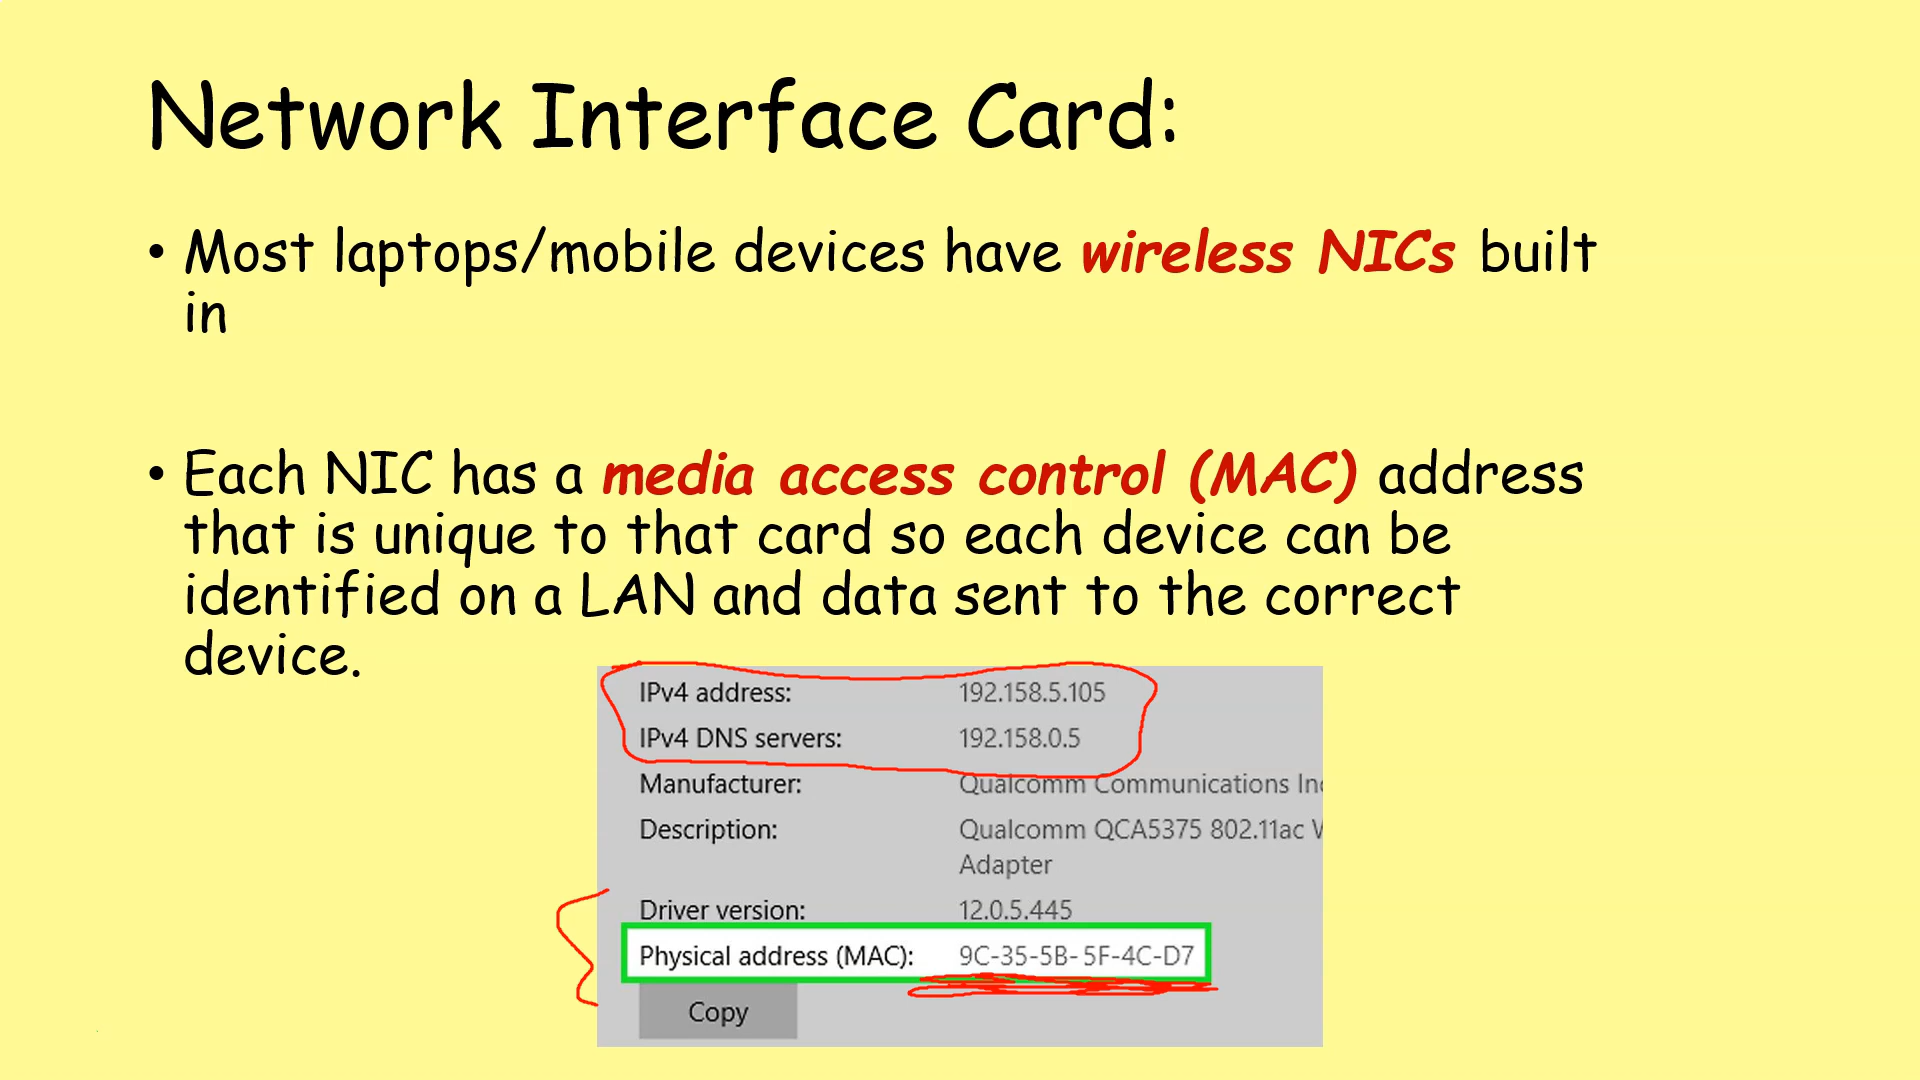 Network Interface Card:
• Most laptops/mobile devices have wireless NICs built
in
• Each NIC has a media access control (MAC) address
that is unique to that card so each device can be
identified on a LAN and data sent to the correct
device.
IPv4 address: 192.158.5.105
IPv4 DNS servers: 192.158.0.5
Manufacturer: Qualcomm Communications Inc
Description: Qualcomm QCA5375 802.11ac
Adapter
Driver version: 12.0.5.445
Physical address (MAC): 9C-35-5B-5F-4C-D7
Copy